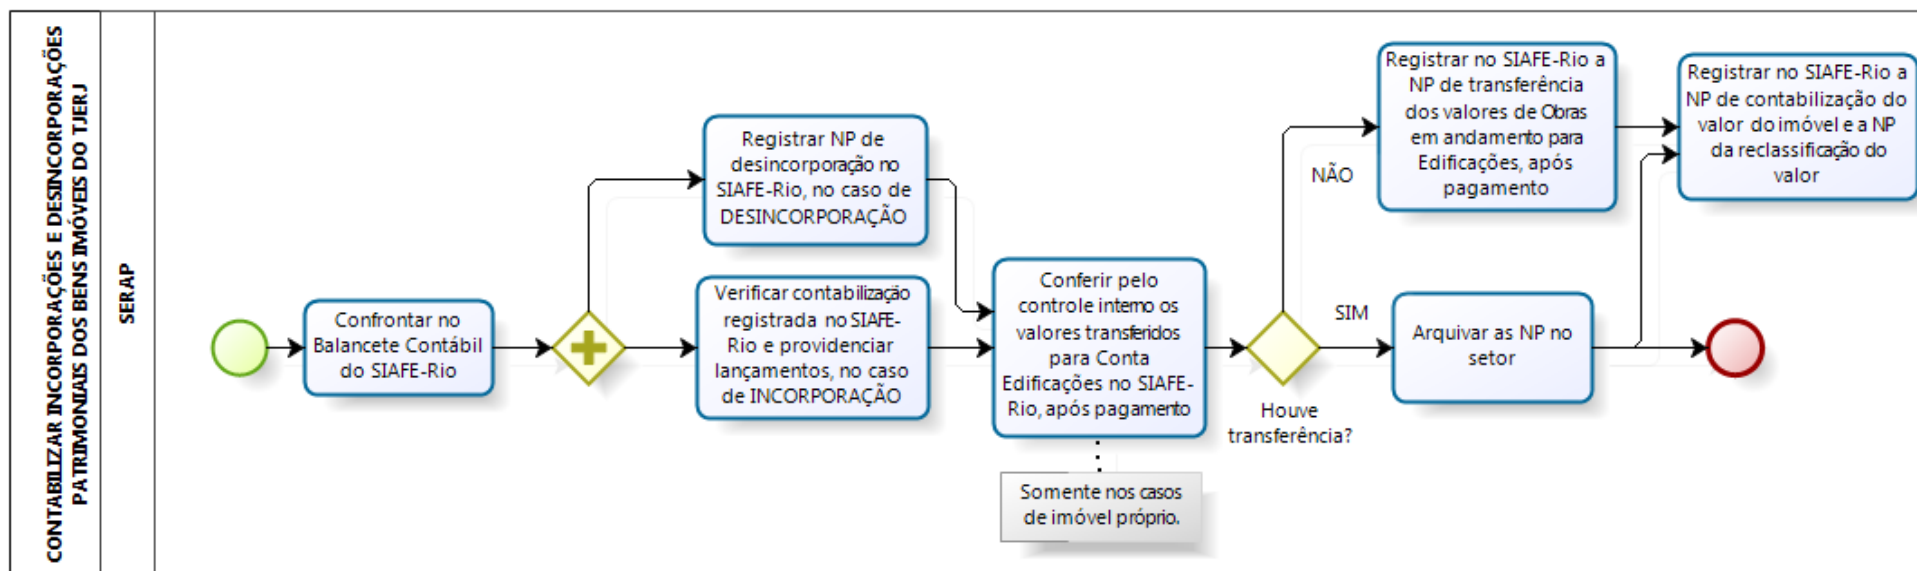 CONTABILIZAR INCORPORAÇÕES E DESINCORPORAÇÕES
PATRIMONIAIS DOS BENS IMÓVEIS DO TJERJ
SERAP
Confrontar no
Balancete Contábil
do SIAFE-Rio
Registrar NP de
desincorporação no
SIAFE-Rio, no caso de
DESINCORPORAÇÃO
Verificar contabilização
registrada no SIAFE-
Rio e providenciar
lançamentos, no caso
de INCORPORAÇÃO
Conferir pelo
controle interno os
valores transferidos
para Conta
Edificações no SIAFE-
Rio, após pagamento
Somente nos casos
de imóvel próprio.
Houve
transferência?
NÃO
SIM
Registrar no SIAFE-Rio a
NP de transferência
dos valores de Obras
em andamento para
Edificações, após
pagamento
Arquivar as NP no
setor
Registrar no SIAFE-Rio a
NP de contabilização do
valor do imóvel e a NP
da reclassificação do
valor